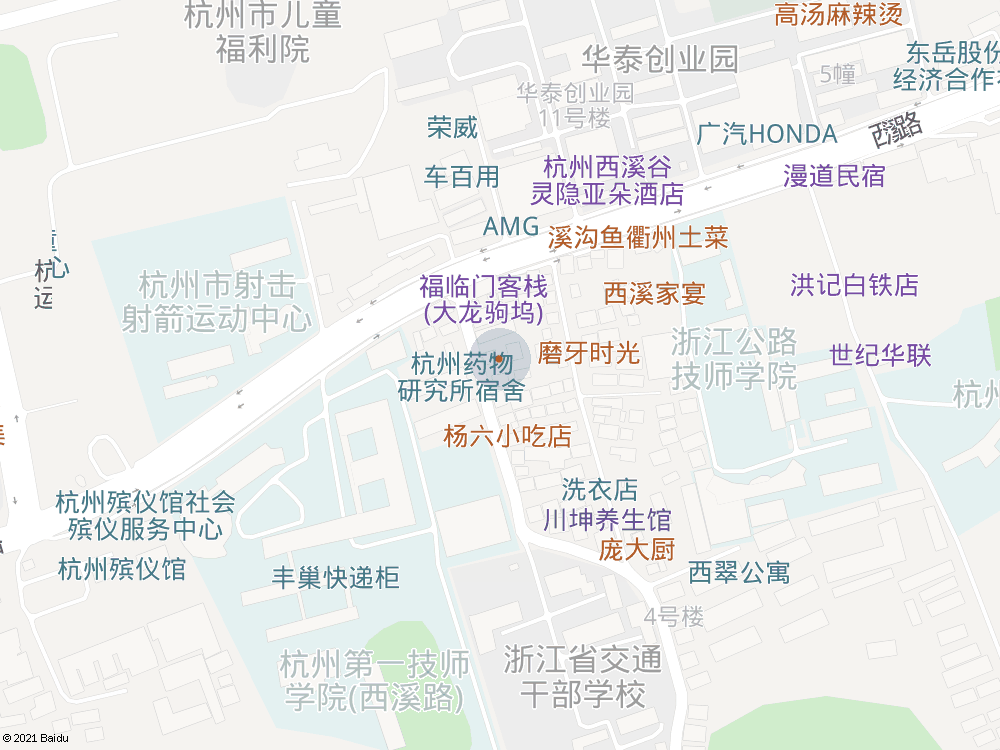 杭州市儿童
福利院
高汤麻辣烫
华泰创业园
东岳股份
经济合作社
5幢
华泰创业园
11号楼
荣威
广汽HONDA
西溪路
车百用
杭州西溪谷
灵隐亚朵酒店
漫道民宿
AMG
溪沟鱼衢州土菜
心
杭
运
杭州市射击
射箭运动中心
福临门客栈
(大龙驹坞)
西溪家宴
洪记白铁店
杭州药物
研究所宿舍
磨牙时光
浙江公路
技师学院
世纪华联
杭州
杨六小吃店
杭州殡仪馆社会
殡仪服务中心
洗衣店
川坤养生馆
庞大厨
杭州殡仪馆
丰巢快递柜
西翠公寓
4号楼
杭州第一技师
学院(西溪路)
浙江省交通
干部学校
© 2021 Baidu